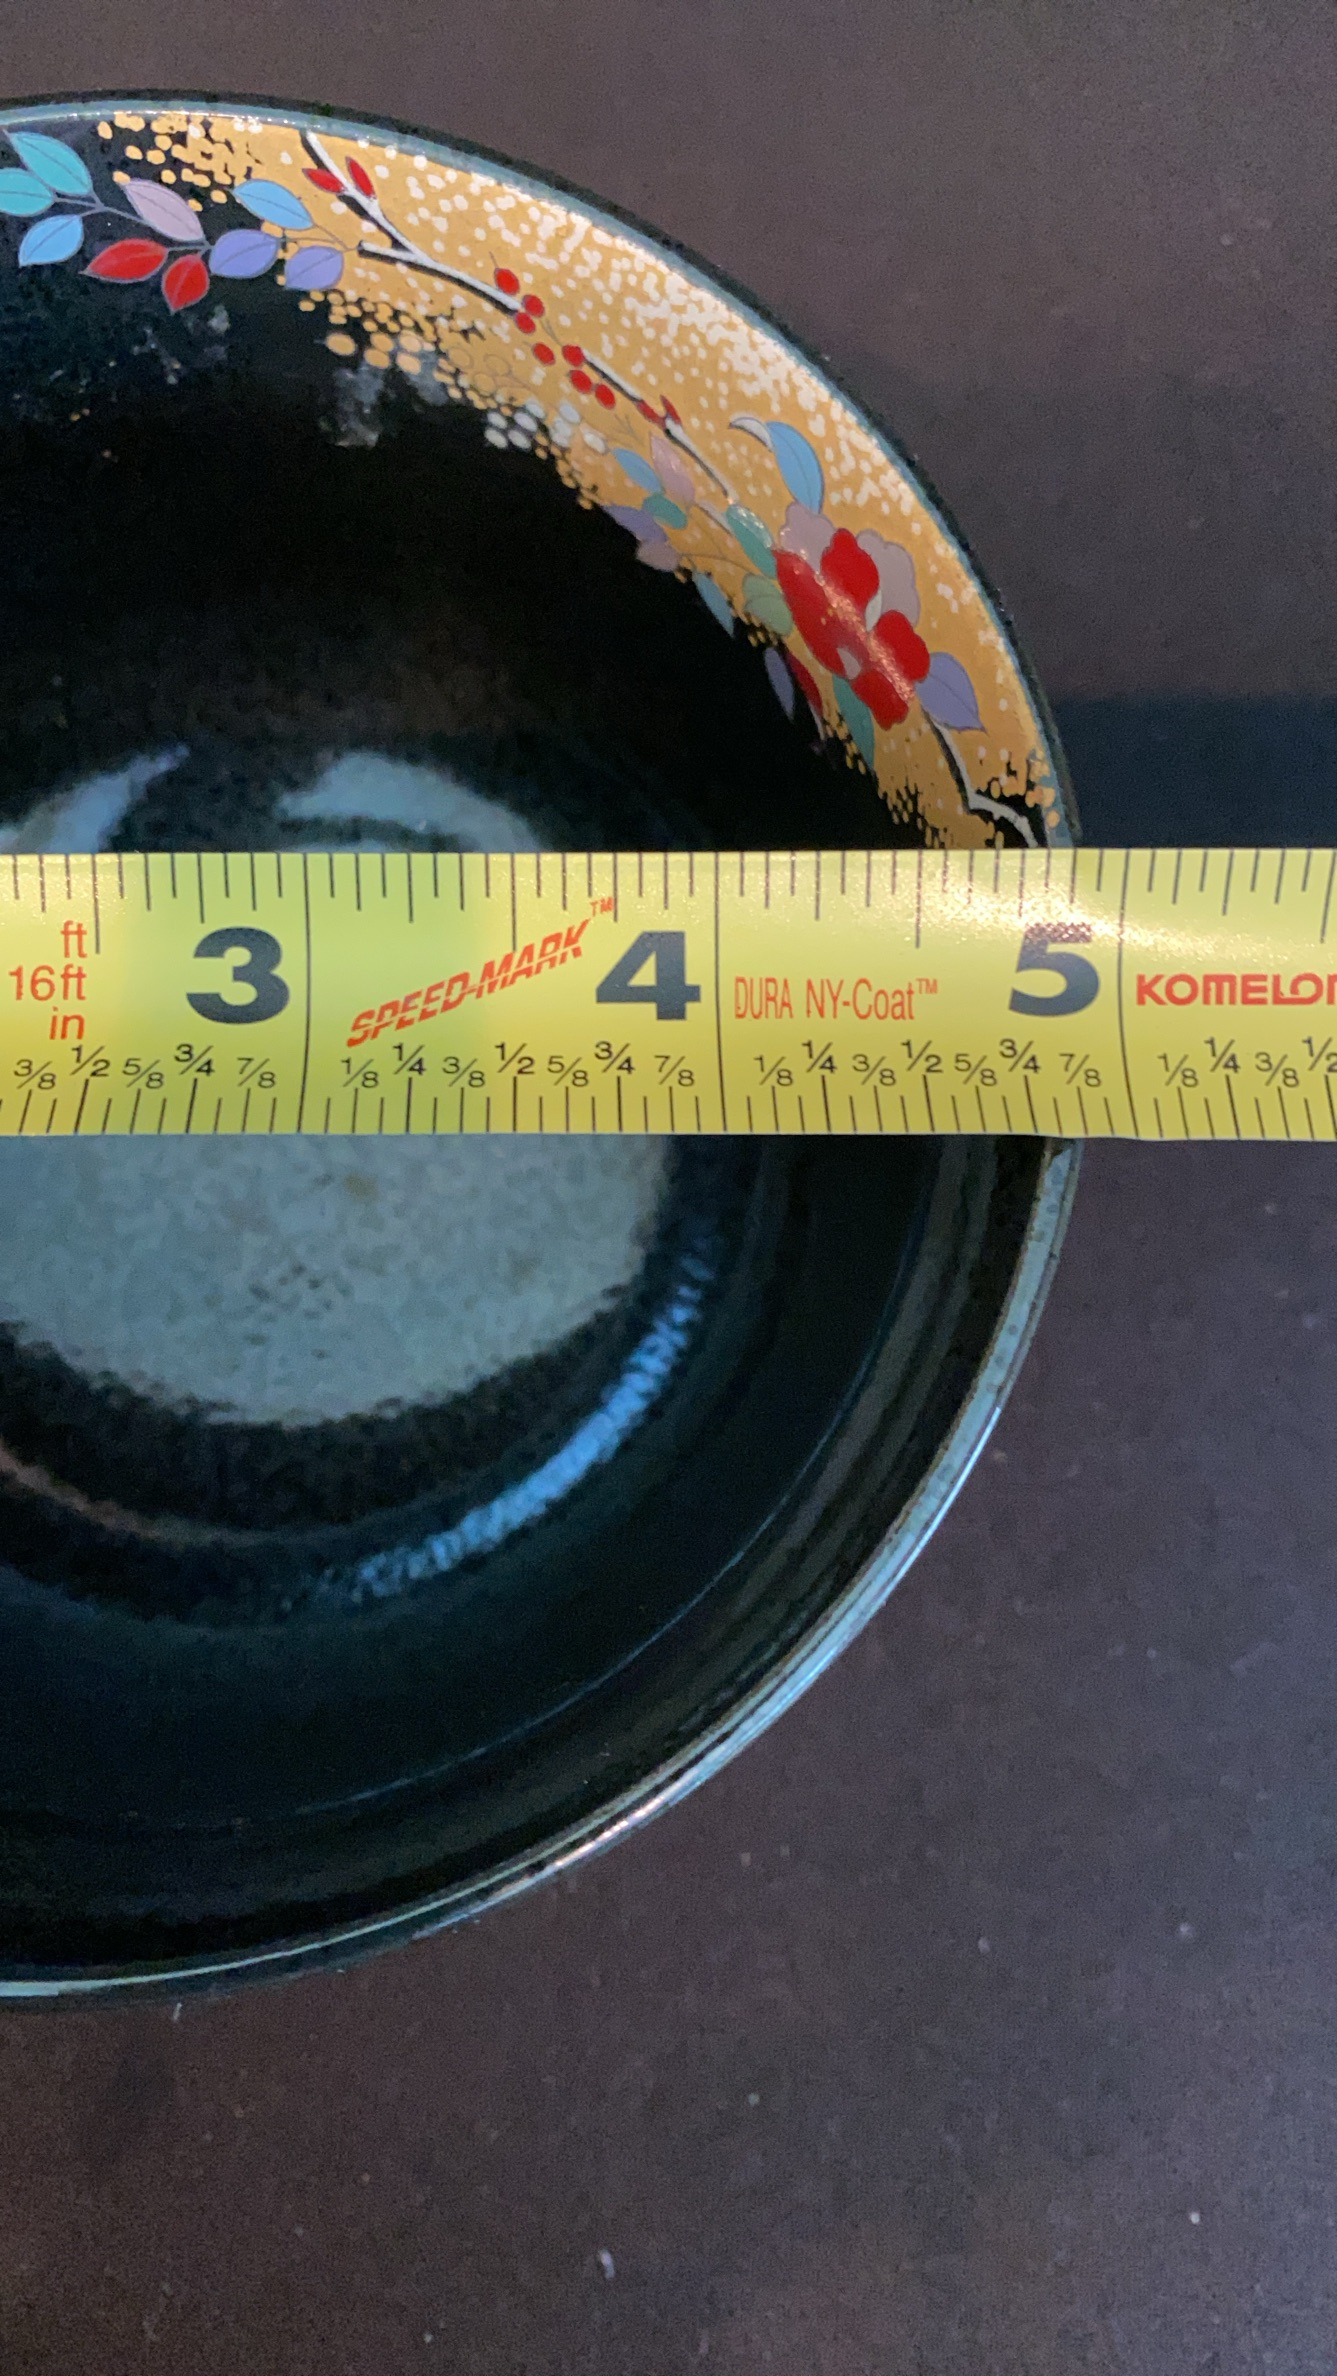 ft
16ft
in
3
SPEED-MARK™
4
DURA NY-Coat™
5
KOMELON
3/8 1/2 5/8 3/4 7/8 1/8 1/4 3/8 1/2 5/8 3/4 7/8 1/8 1/4 3/8 1/2 5/8 3/4 7/8 1/8 1/4 3/8 1/2